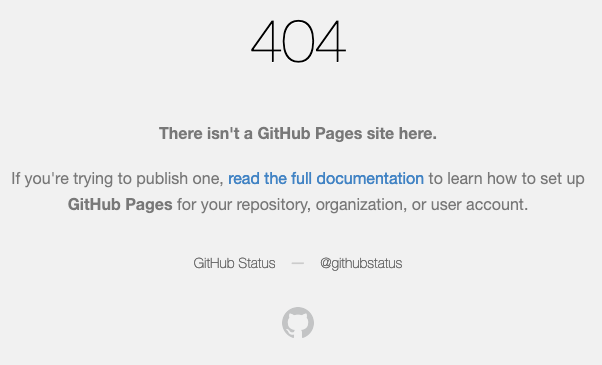 404
There isn't a GitHub Pages site here.
If you're trying to publish one, read the full documentation to learn how to set up
GitHub Pages for your repository, organization, or user account.
GitHub Status — @githubstatus